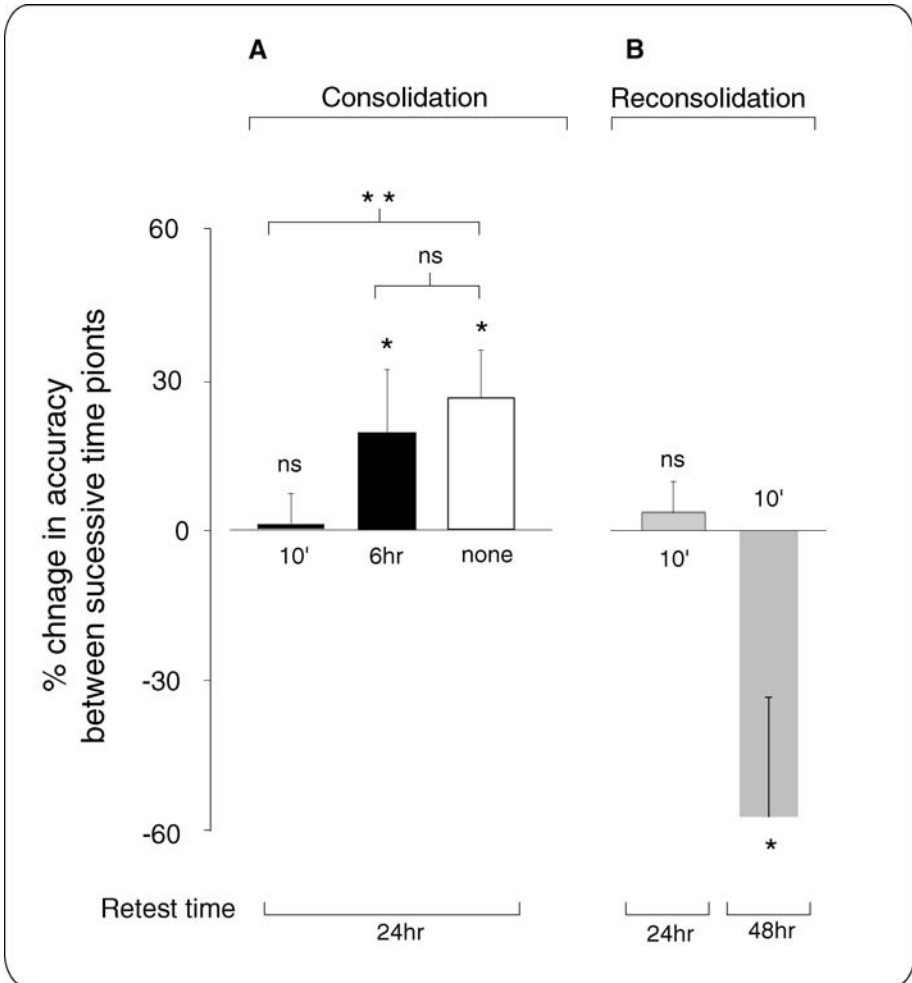 A B
Consolidation Reconsolidation
* *
60
ns
* *
30
ns ns 10'
0
10' 6hr none 10'
% chnage in accuracy
between sucessive time pionts
-30
-60
*
Retest time
24hr 24hr 48hr